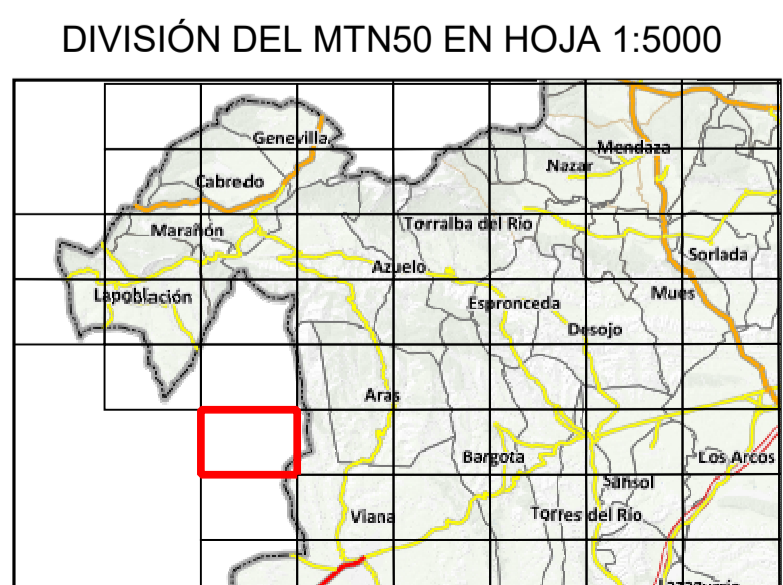 DIVISIÓN DEL MTN50 EN HOJA 1:5000
Genevilla
Mendaza
Nazar
Cabredo
Torralba del Río
Marañón
Sorlada
Azuelo
Lapoblación
Mues
Espronceda
Desojo
Aras
Bargota
Los Arcos
Sansol
Viana
Torres del Río